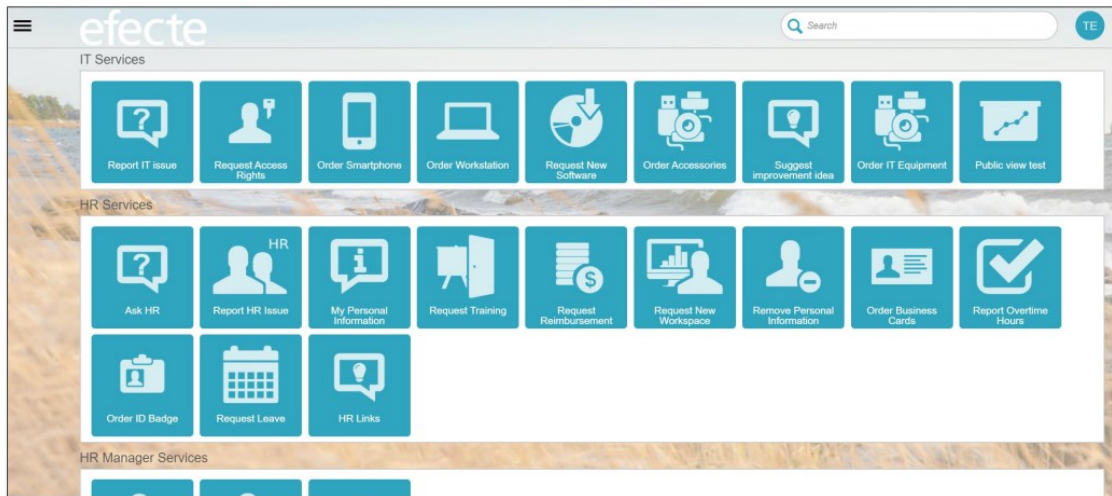 efecte
Search
TE
IT Services
?
Report IT issue
Request Access
Rights
Order Smartphone
Order Workstation
Request New
Software
Order Accessories
Suggest
improvement idea
Order IT Equipment
Public view test
HR Services
?
Ask HR
HR
Report HR Issue
i
My Personal
Information
Request Training
$
Request
Reimbursement
Request New
Workspace
Remove Personal
Information
Order Business
Cards
Report Overtime
Hours
Order ID Badge
Request Leave
HR Links
HR Manager Services